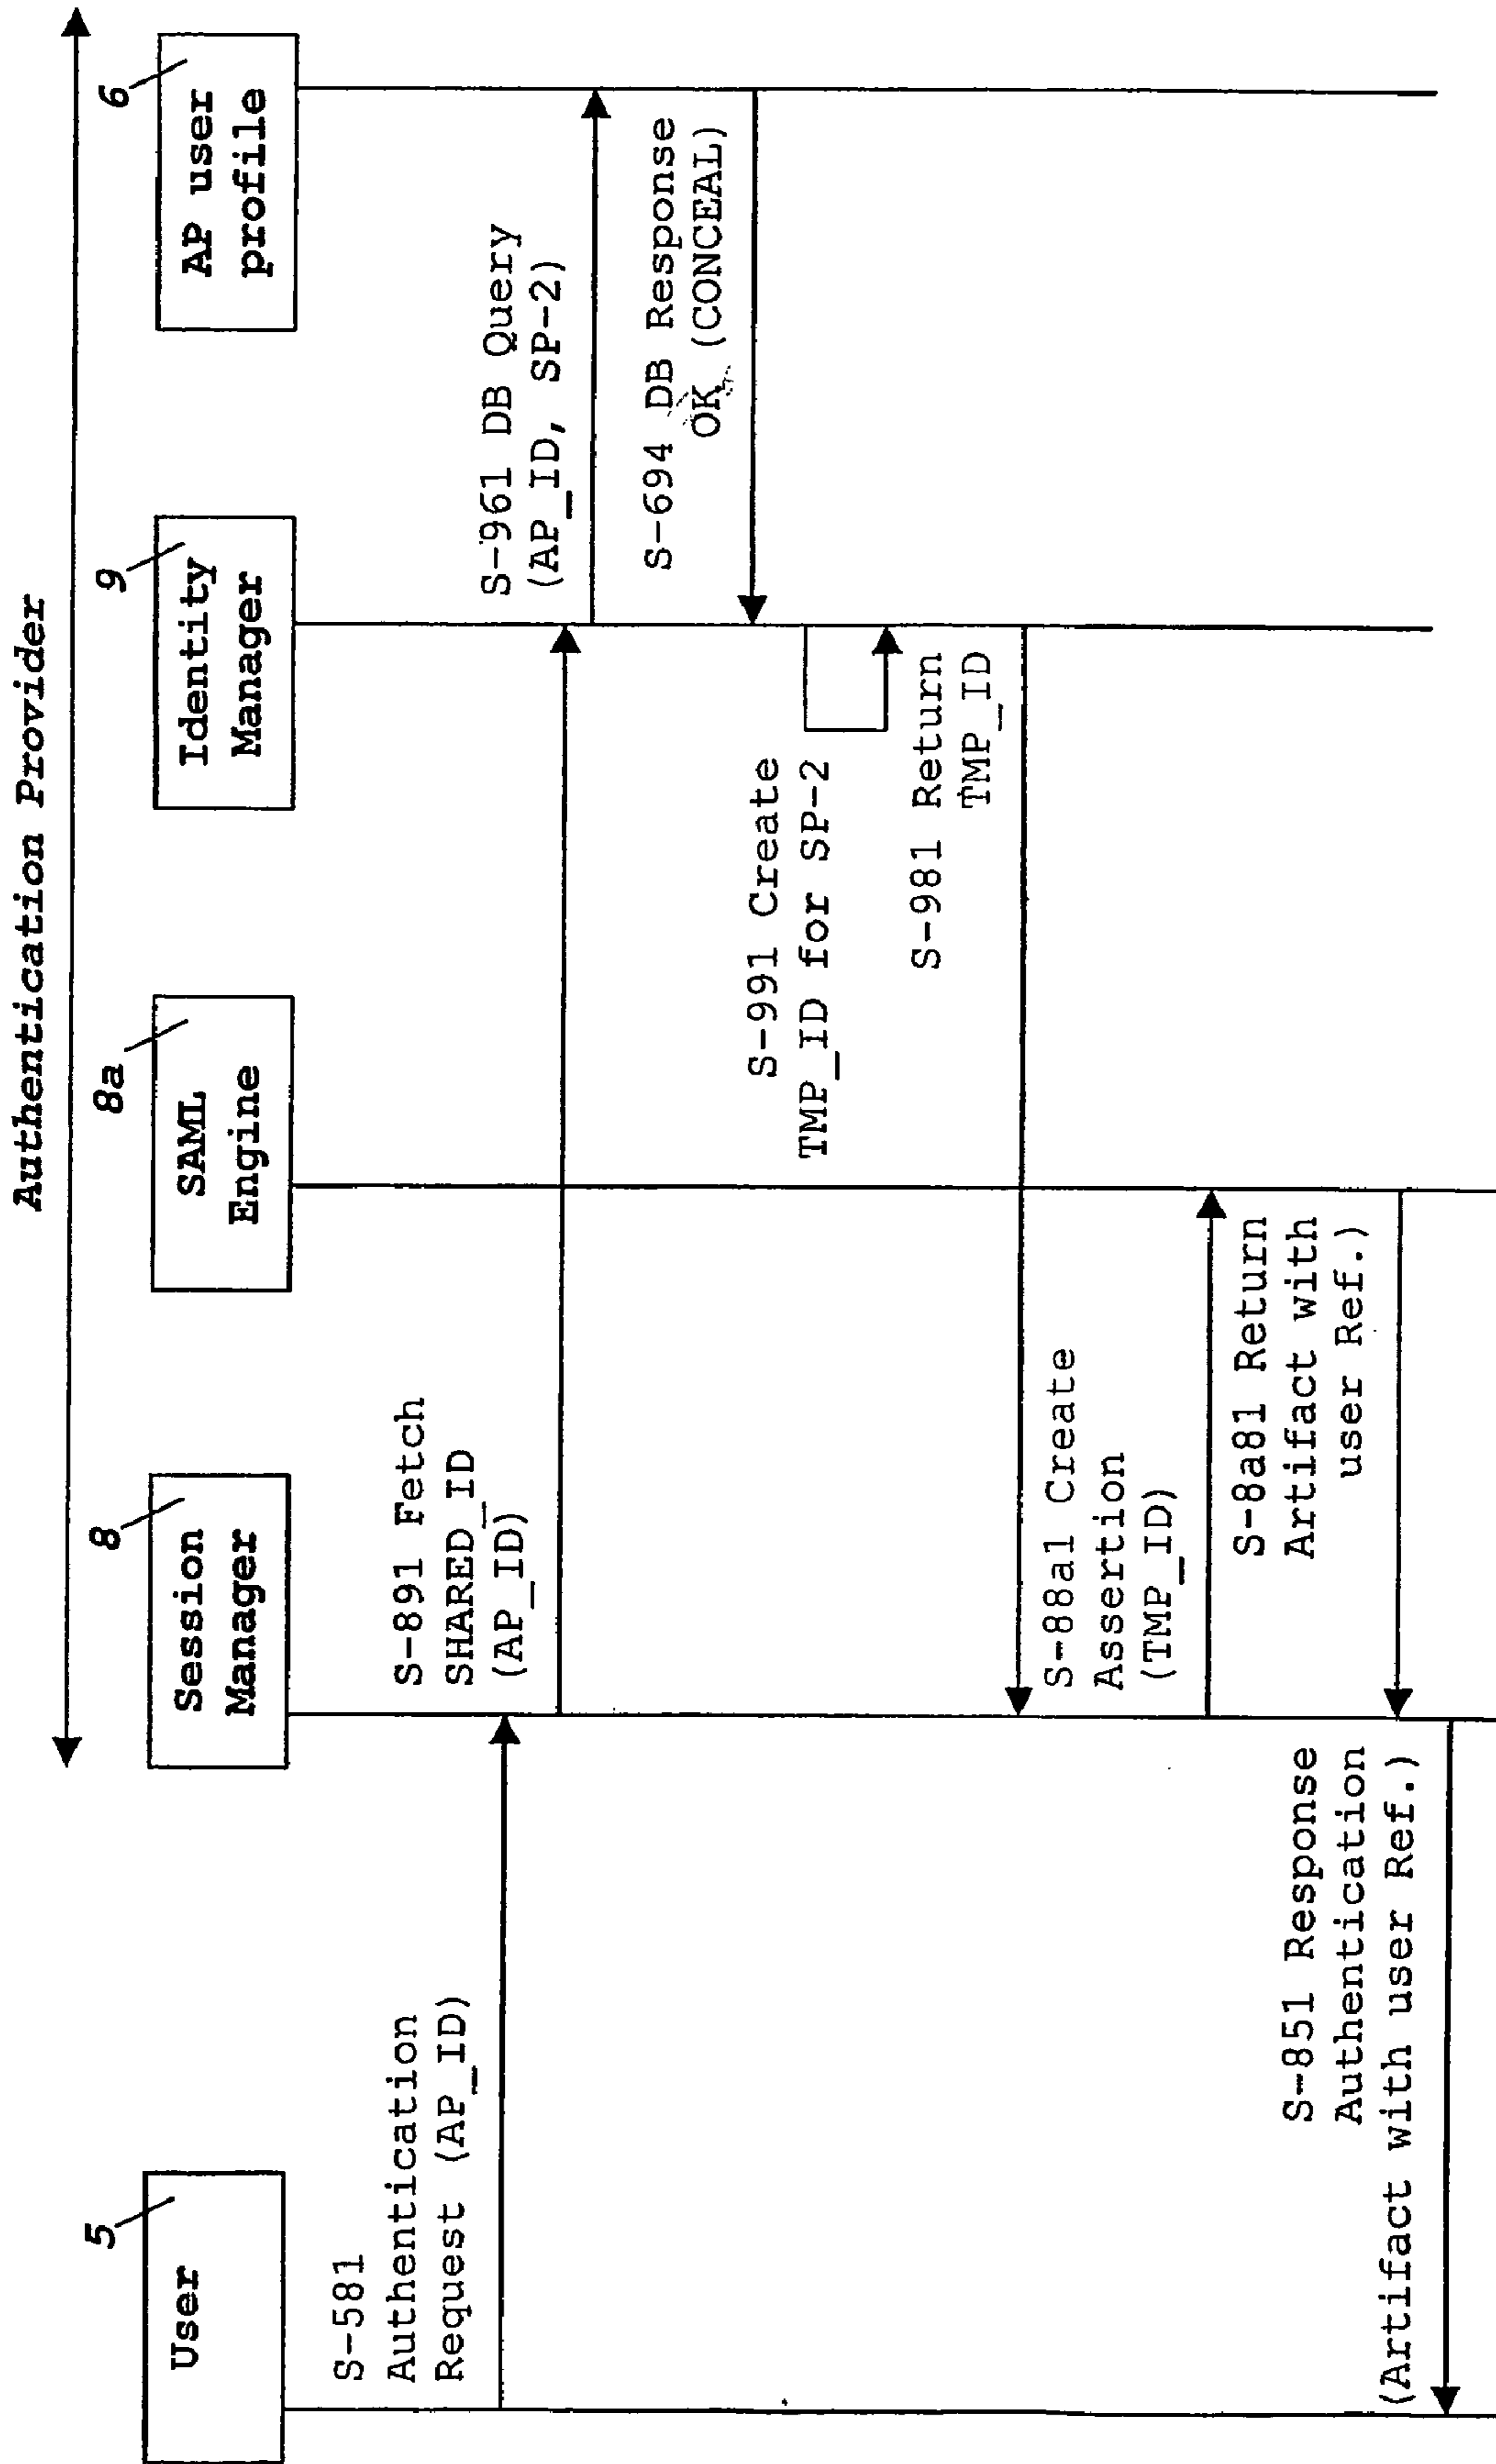 Authentication Provider
5
User
8
Session
Manager
8a
SAML
Engine
9
Identity
Manager
6
AP user
profile
S-581
Authentication
Request (AP_ID)
S-891 Fetch
SHARED_ID
(AP_ID)
S-961 DB Query
(AP_ID, SP-2)
S-694 DB Response
OK (CONCEAL)
S-991 Create
TMP_ID for SP-2
S-981 Return
TMP_ID
S-88a1 Create
Assertion
(TMP_ID)
S-8a81 Return
Artifact with
user Ref.)
S-851 Response
Authentication
(Artifact with user Ref.)